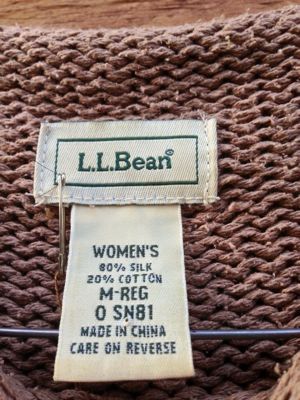 L.L.Bean®
WOMEN'S
80% SILK
20% COTTON
M-REG
0 SN81
MADE IN CHINA
CARE ON REVERSE